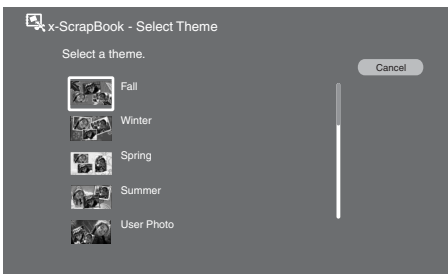 x-ScrapBook - Select Theme
Select a theme.
Cancel
Fall
Winter
Spring
Summer
User Photo